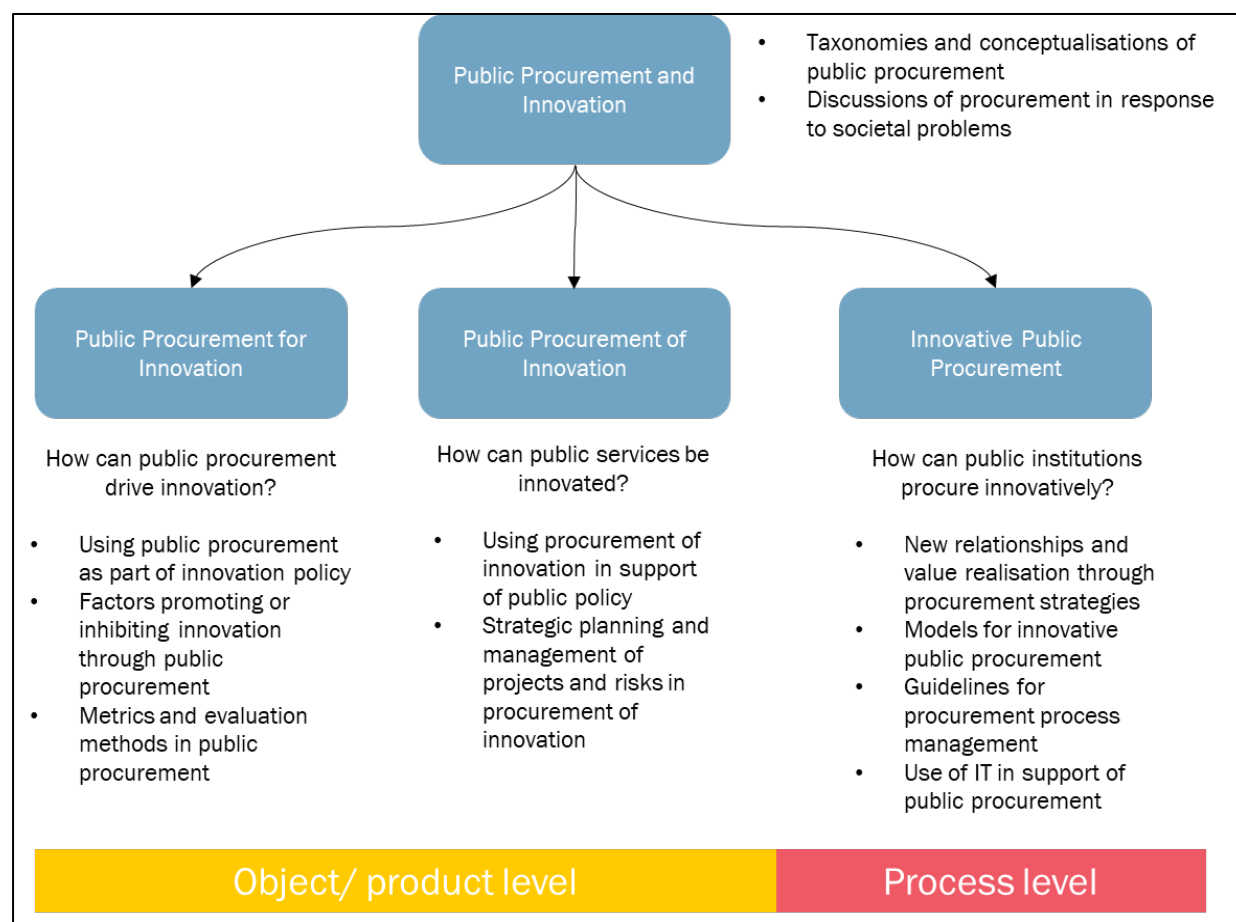 Public Procurement and
Innovation
• Taxonomies and conceptualisations of
public procurement
• Discussions of procurement in response
to societal problems
Public Procurement for
Innovation
How can public procurement
drive innovation?
• Using public procurement
as part of innovation policy
• Factors promoting or
inhibiting innovation
through public
procurement
• Metrics and evaluation
methods in public
procurement
Public Procurement of
Innovation
How can public services be
innovated?
• Using procurement of
innovation in support
of public policy
• Strategic planning and
management of
projects and risks in
procurement of
innovation
Innovative Public
Procurement
How can public institutions
procure innovatively?
• New relationships and
value realisation through
procurement strategies
• Models for innovative
public procurement
• Guidelines for
procurement process
management
• Use of IT in support of
public procurement
Object/ product level
Process level